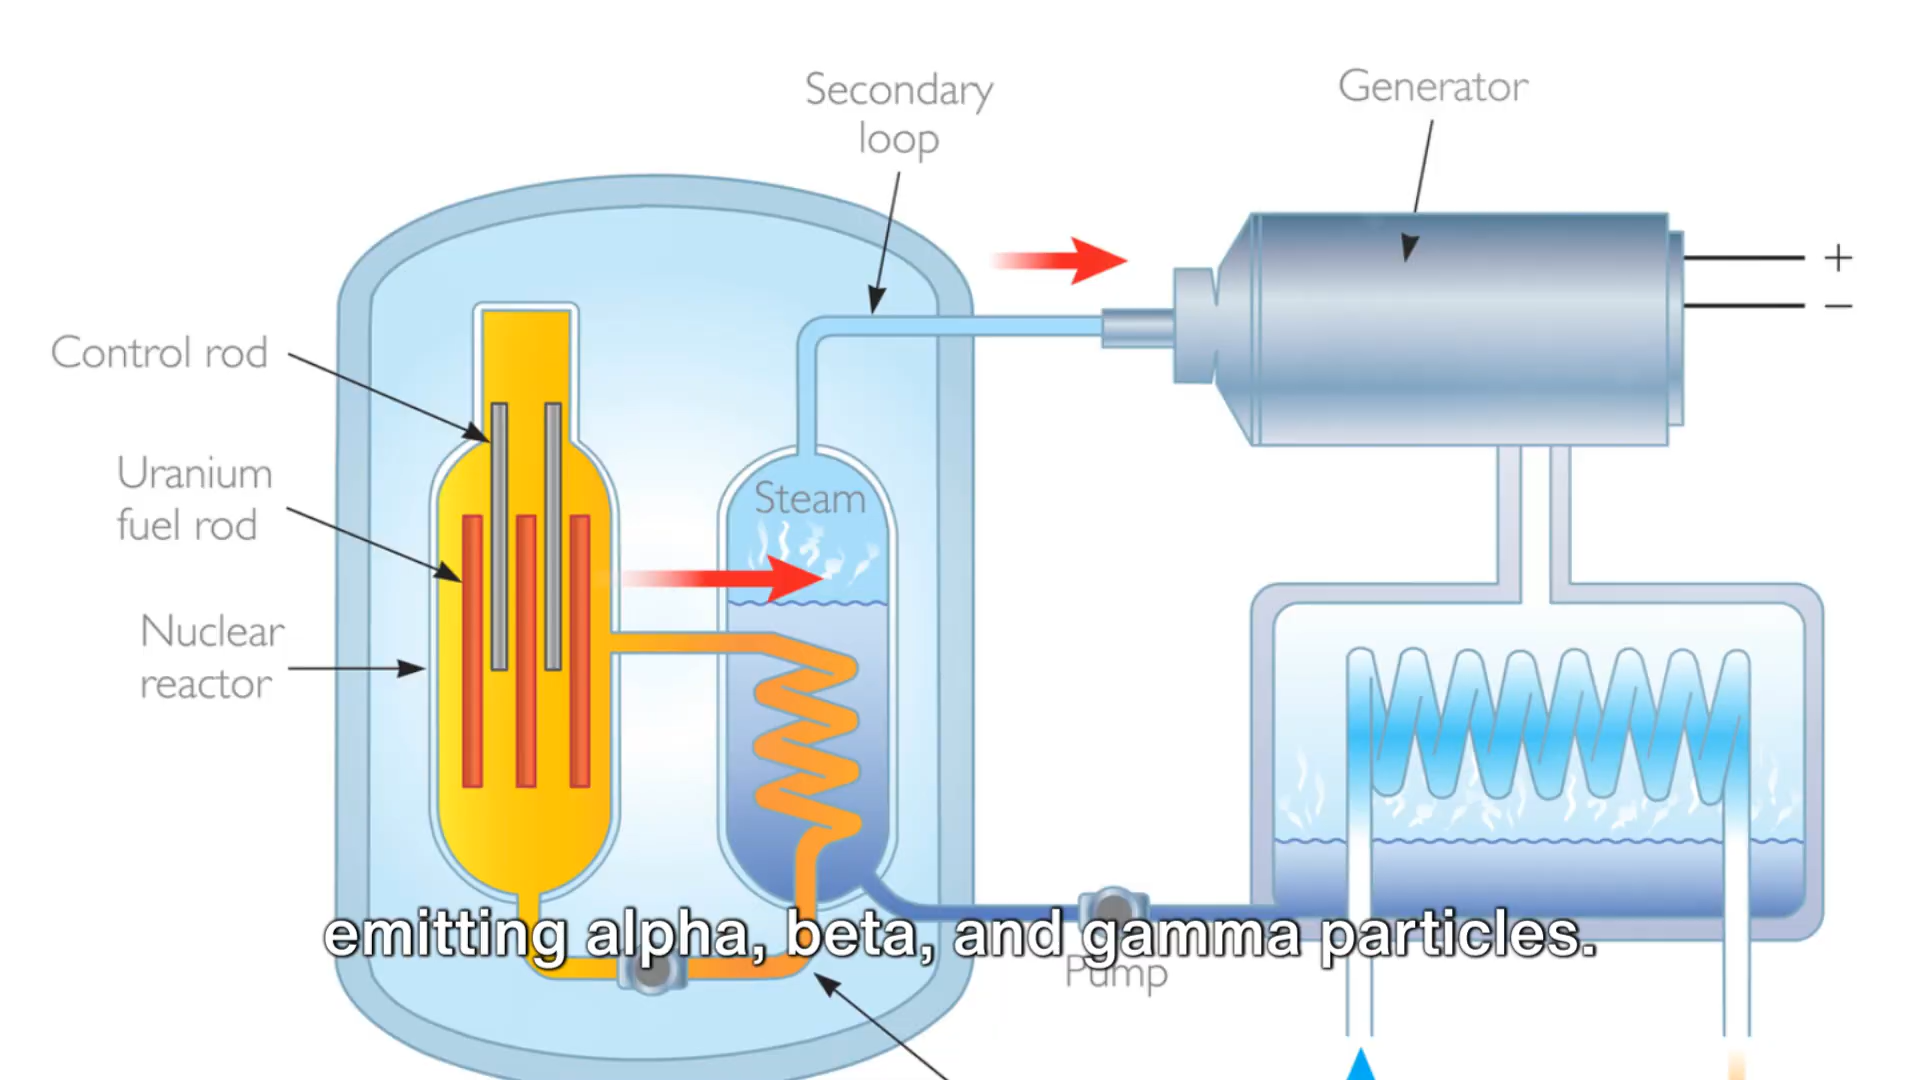 Secondary
loop
Generator
+
−
Control rod
Uranium
fuel rod
Steam
Nuclear
reactor
emitting alpha, beta, and gamma particles.
Pump